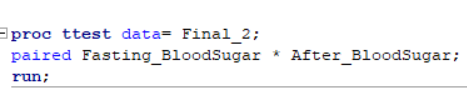 proc ttest data= Final_2;
paired Fasting_BloodSugar * After_BloodSugar;
run;